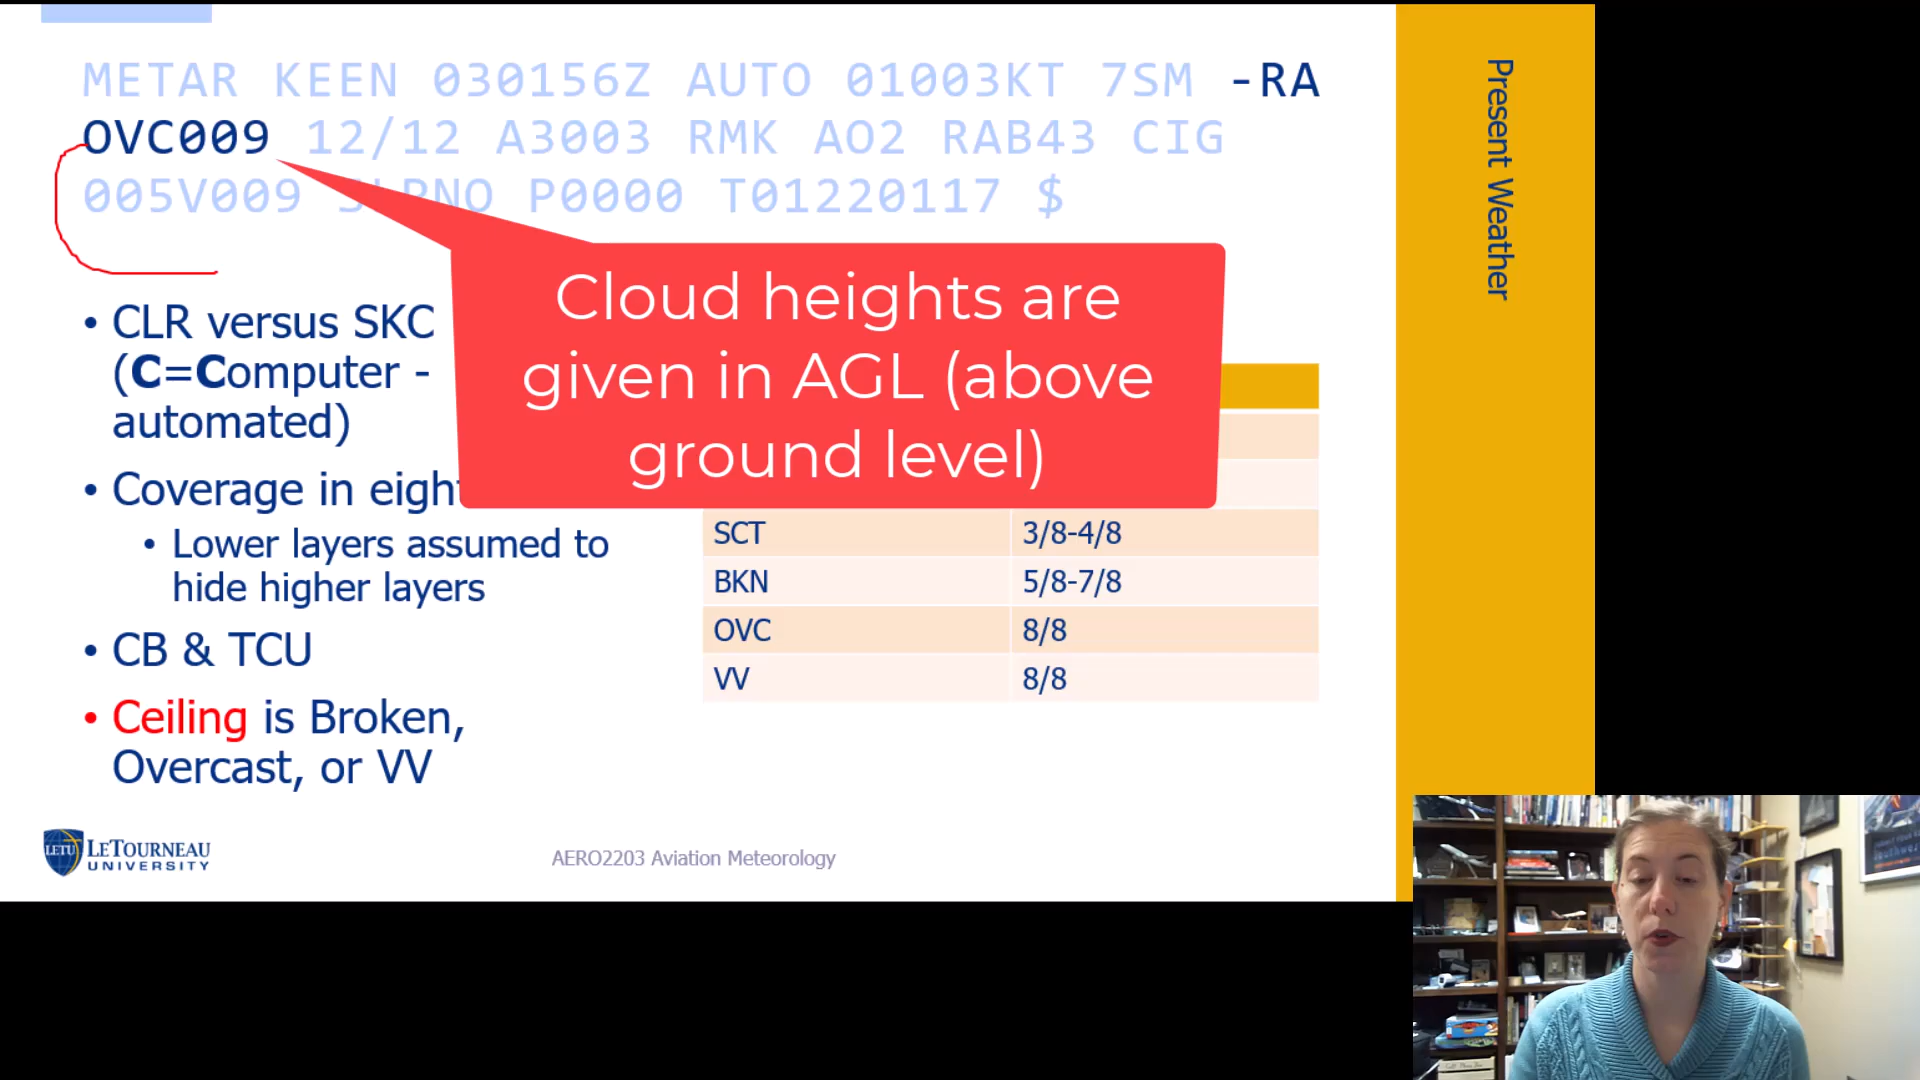 METAR KEEN 030156Z AUTO 01003KT 7SM -RA
OVC009 12/12 A3003 RMK AO2 RAB43 CIG
005V009 P0000 T01220117 $
Present Weather
Cloud heights are
given in AGL (above
ground level)
• CLR versus SKC
(C=Computer -
automated)
• Coverage in
• Lower layers assumed to
hide higher layers
• CB & TCU
• Ceiling is Broken,
Overcast, or VV
SCT 3/8-4/8
BKN 5/8-7/8
OVC 8/8
VV 8/8
LETU LETOURNEAU
UNIVERSITY
AERO2203 Aviation Meteorology